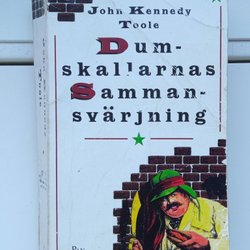 John Kennedy
Toole
Dum-
skallarnas
Samman-
svärjning